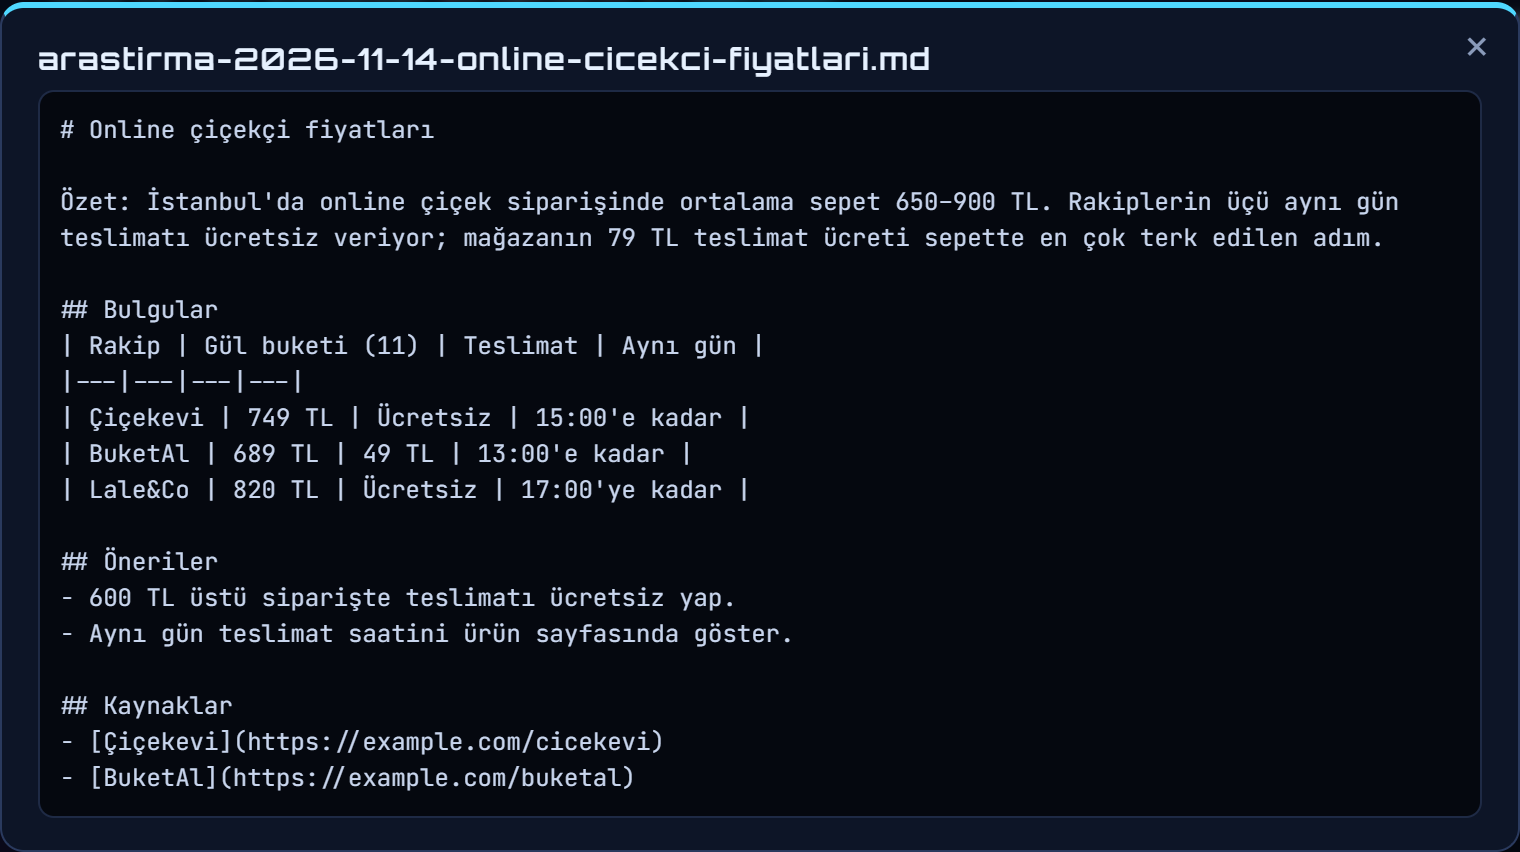 arastirma-2026-11-14-online-cicekci-fiyatlari.md
# Online çiçekçi fiyatları
Özet: İstanbul'da online çiçek siparişinde ortalama sepet 650–900 TL. Rakiplerin üçü aynı gün
teslimatı ücretsiz veriyor; mağazanın 79 TL teslimat ücreti sepette en çok terk edilen adım.
## Bulgular
| Rakip | Gül buketi (11) | Teslimat | Aynı gün |
|---|---|---|---|
| Çiçekevi | 749 TL | Ücretsiz | 15:00'e kadar |
| BuketAl | 689 TL | 49 TL | 13:00'e kadar |
| Lale&Co | 820 TL | Ücretsiz | 17:00'ye kadar |
## Öneriler
- 600 TL üstü siparişte teslimatı ücretsiz yap.
- Aynı gün teslimat saatini ürün sayfasında göster.
## Kaynaklar
- [Çiçekevi](https://example.com/cicekevi)
- [BuketAl](https://example.com/buketal)